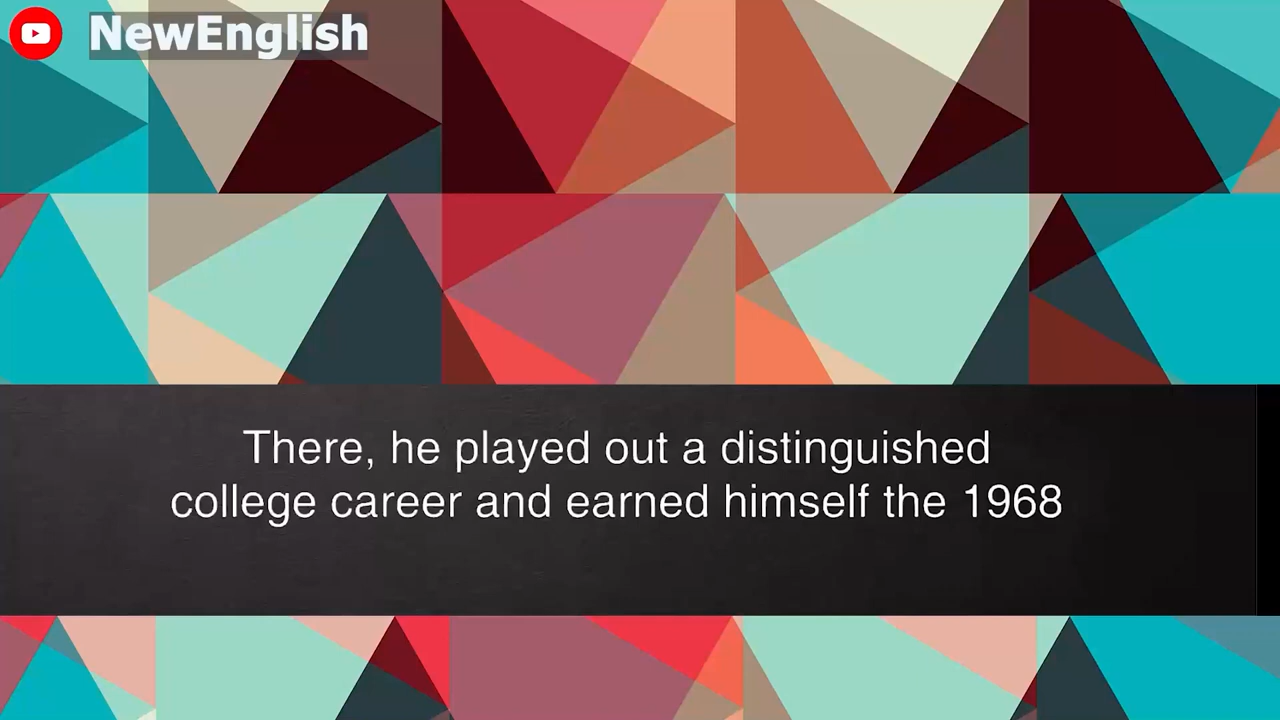 NewEnglish
There, he played out a distinguished
college career and earned himself the 1968